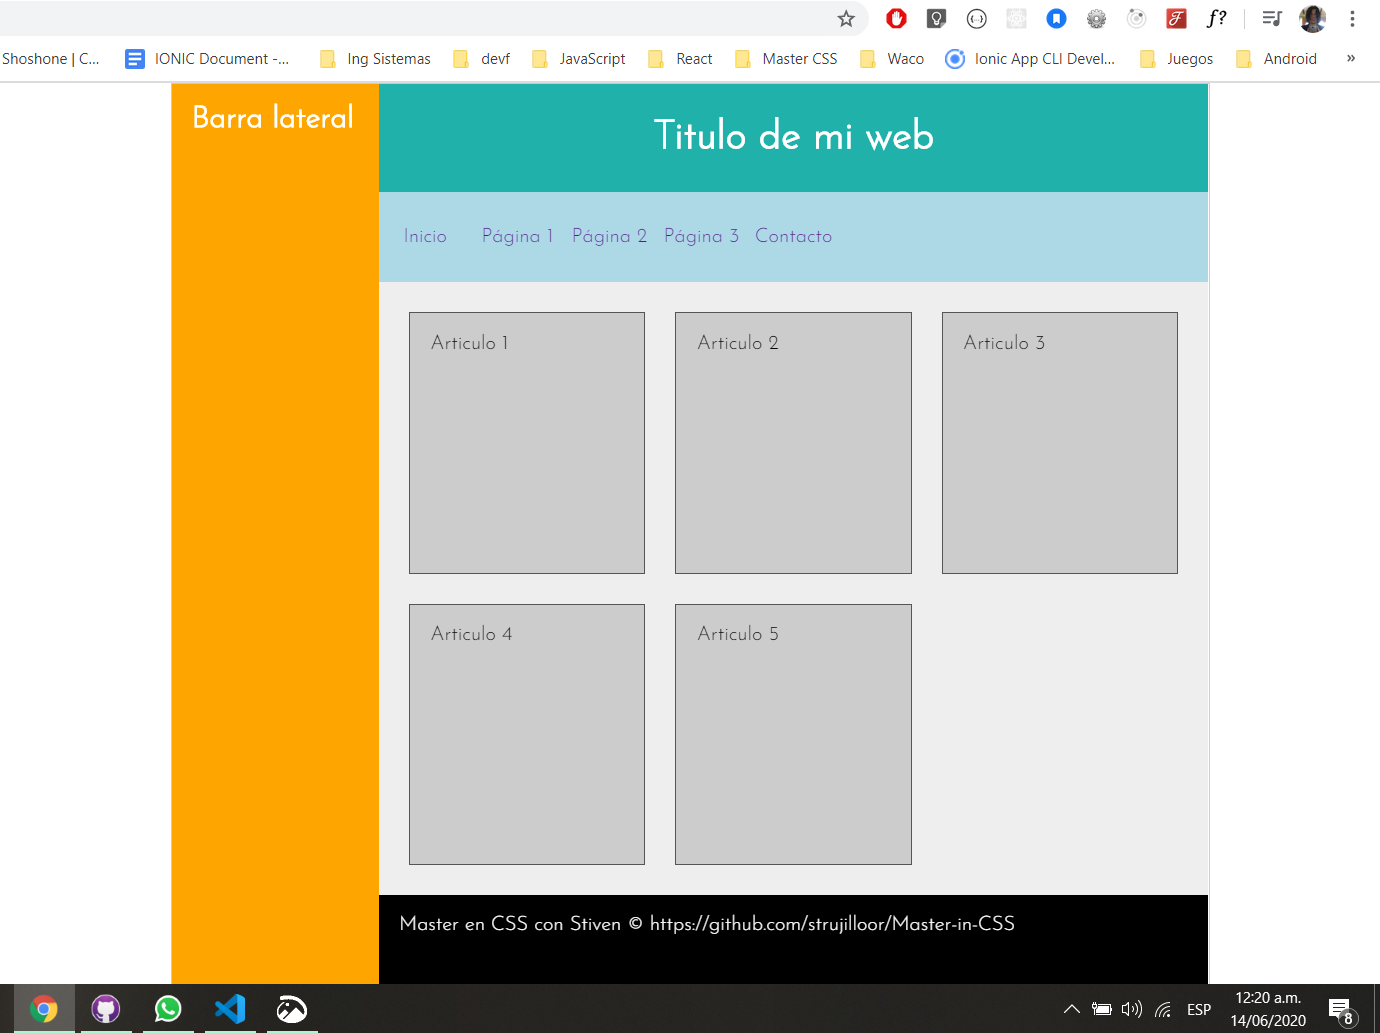 f?
Shoshone | C... IONIC Document -... Ing Sistemas devf JavaScript React Master CSS Waco Ionic App CLI Devel... Juegos Android »
Barra lateral
Titulo de mi web
Inicio Página 1 Página 2 Página 3 Contacto
Articulo 1 Articulo 2 Articulo 3
Articulo 4 Articulo 5
Master en CSS con Stiven © https://github.com/strujilloor/Master-in-CSS
ESP 12:20 a.m.
14/06/2020 8